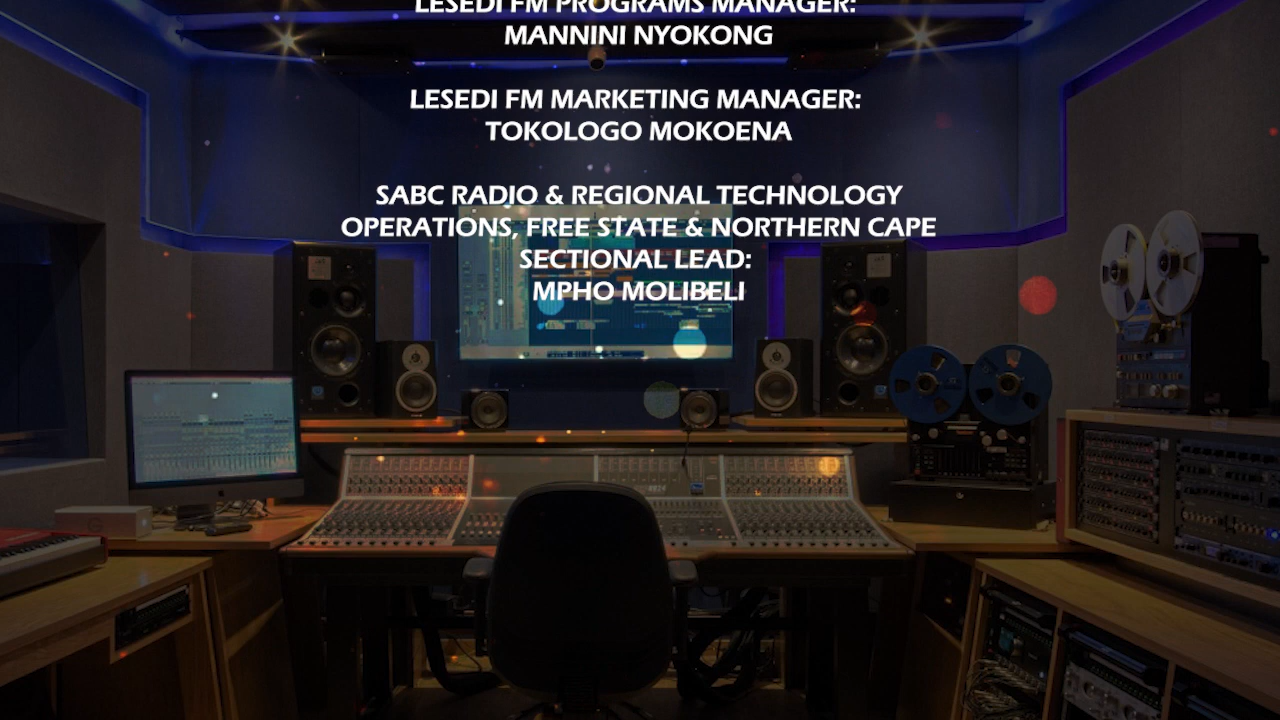 LESEDI FM PROGRAMS MANAGER:
MANNINI NYOKONG
LESEDI FM MARKETING MANAGER:
TOKOLOGO MOKOENA
SABC RADIO & REGIONAL TECHNOLOGY
OPERATIONS, FREE STATE & NORTHERN CAPE
SECTIONAL LEAD:
MPHO MOLIBELI